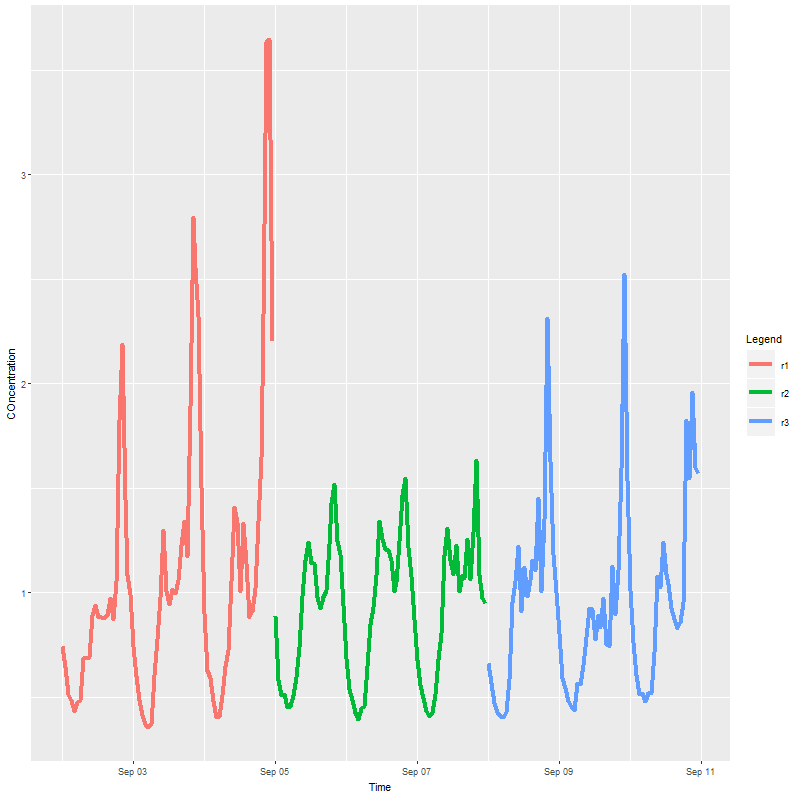 COncentration
3
2
1
Sep 03
Sep 05
Sep 07
Sep 09
Sep 11
Time
Legend
r1
r2
r3